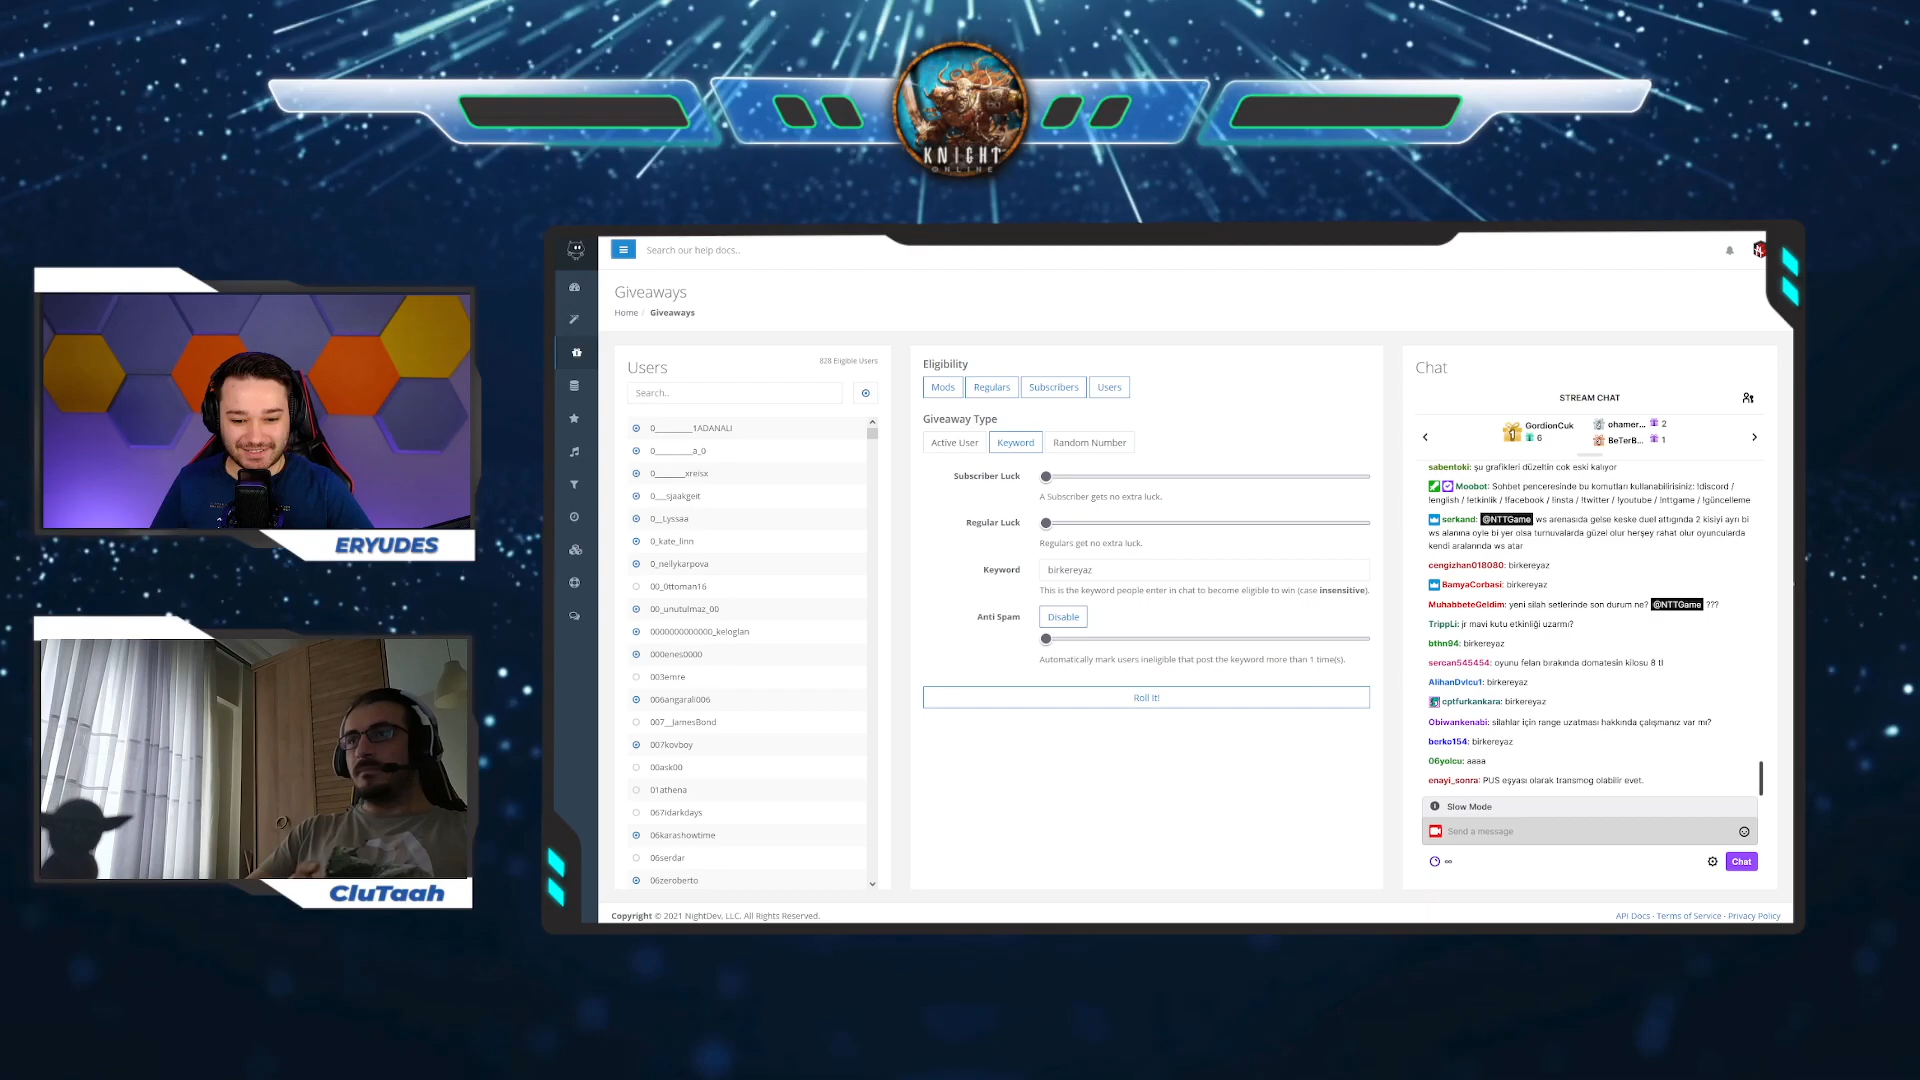 KNIGHT
ONLINE
ERYUDES
CluTaah
Search our help docs..
Giveaways
Home / Giveaways
Users
828 Eligible Users
Search..
0________1ADANALI
0________a_0
0_______xreisx
0___sjaakgeit
0__Lyssaa
0_kate_linn
0_nellykarpova
00_0ttoman16
00_unutulmaz_00
0000000000000_keloglan
000enes0000
003emre
006angarali006
007__JamesBond
007kovboy
00ask00
01athena
067idarkdays
06karashowtime
06serdar
06zeroberto
Eligibility
Mods
Regulars
Subscribers
Users
Giveaway Type
Active User
Keyword
Random Number
Subscriber Luck
A Subscriber gets no extra luck.
Regular Luck
Regulars get no extra luck.
Keyword
birkereyaz
This is the keyword people enter in chat to become eligible to win (case insensitive).
Anti Spam
Disable
Automatically mark users ineligible that post the keyword more than 1 time(s).
Roll It!
Chat
STREAM CHAT
GordionCuk
6
ohamer... 2
BeTerB... 1
sabentoki: şu grafikleri düzeltin cok eski kalıyor
Moobot: Sohbet penceresinde bu komutları kullanabilirisiniz: !discord /
!english / !etkinlik / !facebook / !insta / !twitter / !youtube / !nttgame / !güncelleme
serkand: @NTTGame ws arenasıda gelse keske duel attıgında 2 kisiyi ayrı bi
ws alanına oyle bi yer olsa turnuvalarda güzel olur herşey rahat olur oyuncularda
kendi aralarında ws atar
cengizhan018080: birkereyaz
BamyaCorbasi: birkereyaz
MuhabbeteGeldim: yeni silah setlerinde son durum ne? @NTTGame ???
TrippLi: jr mavi kutu etkinliği uzarmı?
bthn94: birkereyaz
sercan545454: oyunu felan bırakında domatesin kilosu 8 tl
AlihanDvlcu1: birkereyaz
cptfurkankara: birkereyaz
Obiwankenabi: silahlar için range uzatması hakkında çalışmanız var mı?
berko154: birkereyaz
06yolcu: aaaa
enayi_sonra: PUS eşyası olarak transmog olabilir evet.
Slow Mode
Send a message
∞
Chat
Copyright © 2021 NightDev, LLC. All Rights Reserved.
API Docs · Terms of Service · Privacy Policy